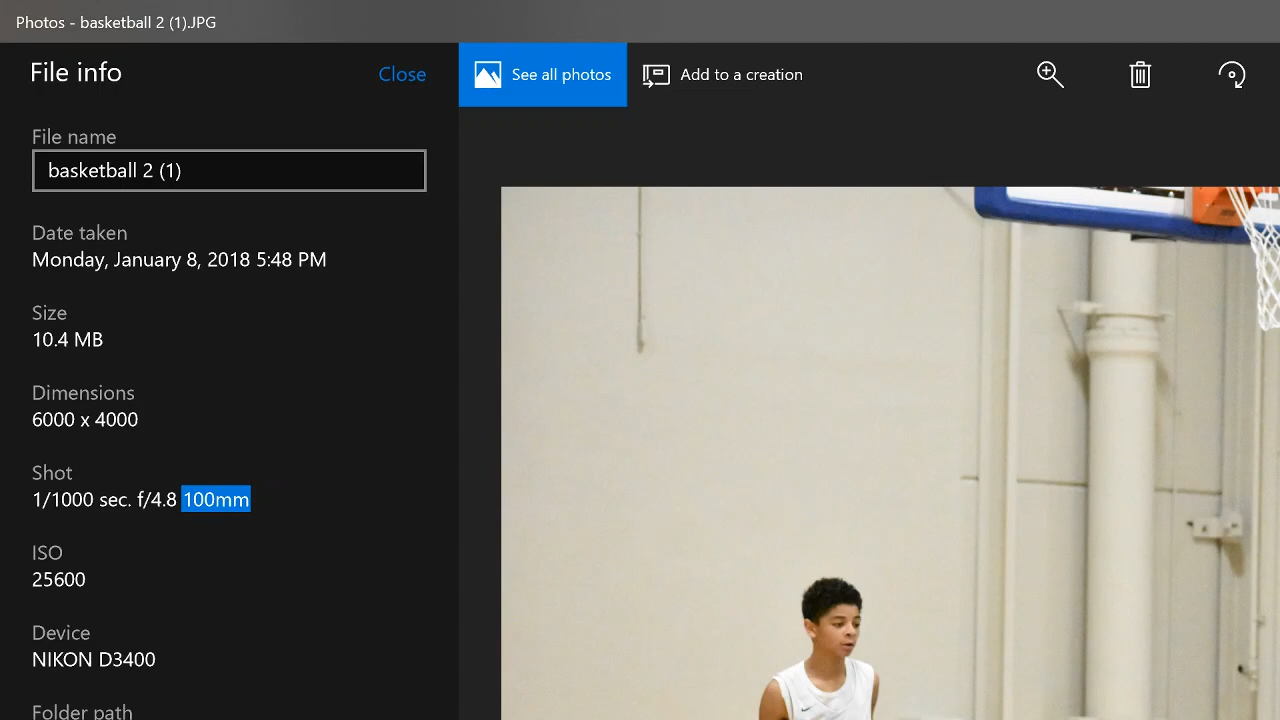 Photos - basketball 2 (1).JPG
File info
Close
See all photos
Add to a creation
File name
basketball 2 (1)
Date taken
Monday, January 8, 2018 5:48 PM
Size
10.4 MB
Dimensions
6000 x 4000
Shot
1/1000 sec. f/4.8 100mm
ISO
25600
Device
NIKON D3400
Folder path